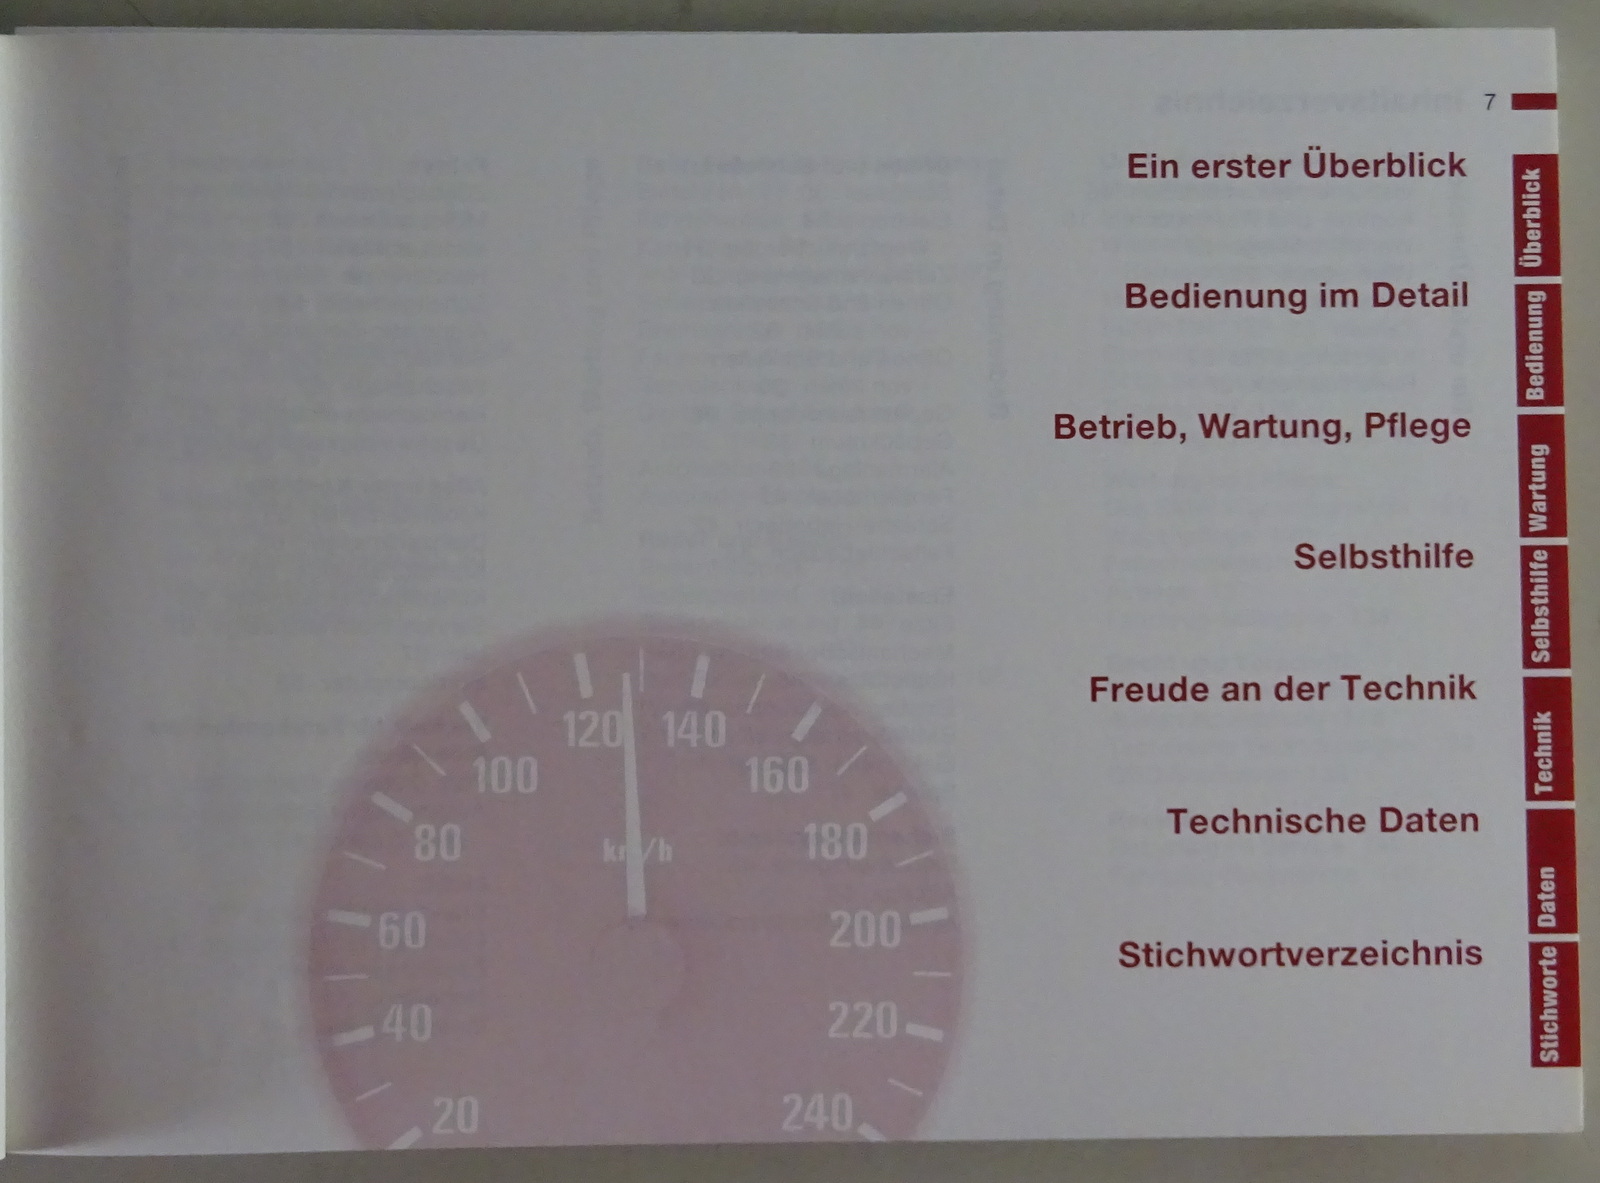 7
Ein erster Überblick
Überblick
Bedienung im Detail
Bedienung
Betrieb, Wartung, Pflege
Wartung
Selbsthilfe
Selbsthilfe
Freude an der Technik
Technik
Technische Daten
Daten
Stichwortverzeichnis
Stichworte
120 140
100 160
80 km/h 180
60 200
40 220
20 240